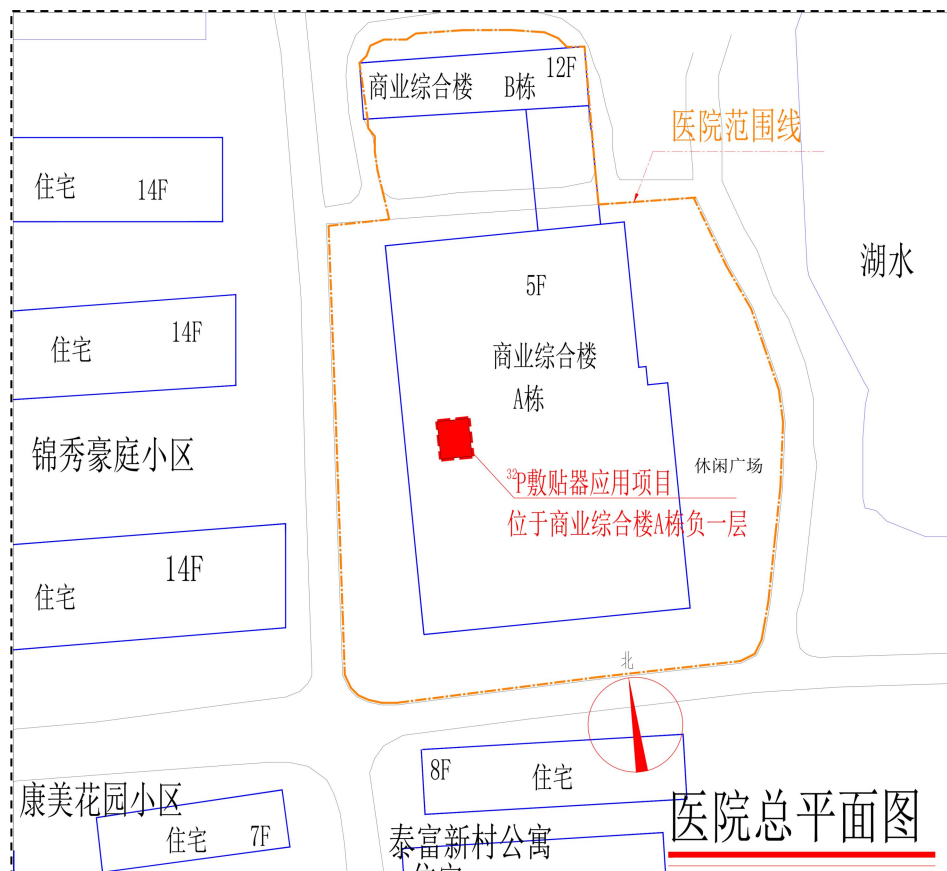 商业综合楼 B栋 12F
医院范围线
住宅 14F
湖水
5F
住宅 14F
商业综合楼
A栋
锦秀豪庭小区
休闲广场
³²P敷贴器应用项目
位于商业综合楼A栋负一层
住宅 14F
北
8F 住宅
康美花园小区
住宅 7F
医院总平面图
泰富新村公寓
住宅